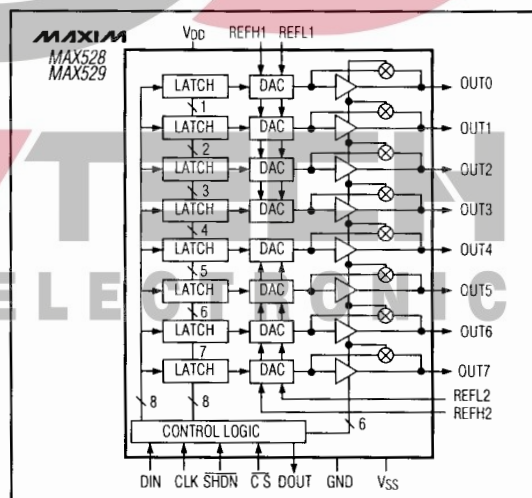 MAXIM
MAX528
MAX529
VDD REFH1 REFL1
LATCH DAC OUT0
1
LATCH DAC OUT1
2
LATCH DAC OUT2
3
LATCH DAC OUT3
4
LATCH DAC OUT4
5
LATCH DAC OUT5
6
LATCH DAC OUT6
7
LATCH DAC OUT7
REFL2
8 8 6 REFH2
CONTROL LOGIC
DIN CLK SHDN CS DOUT GND VSS
TECH
ELECTRONIC